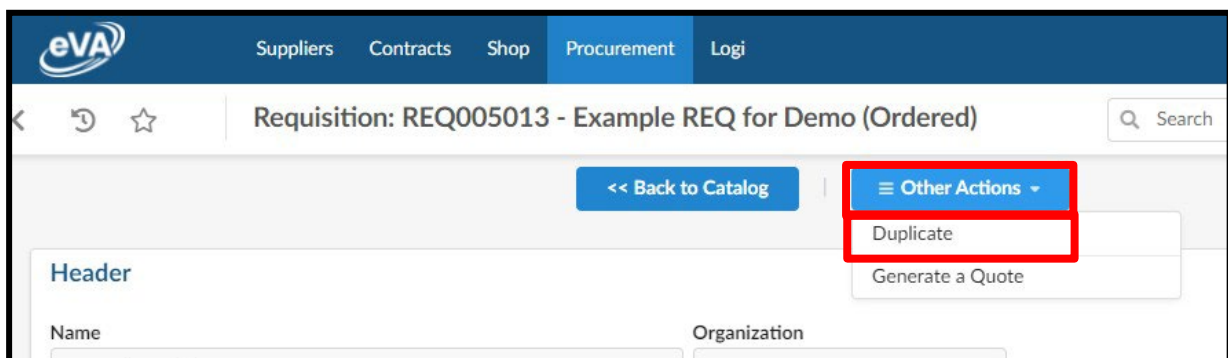 eVA Suppliers Contracts Shop Procurement Logi
Requisition: REQ005013 - Example REQ for Demo (Ordered) Search
<< Back to Catalog Other Actions
Duplicate
Generate a Quote
Header
Name Organization